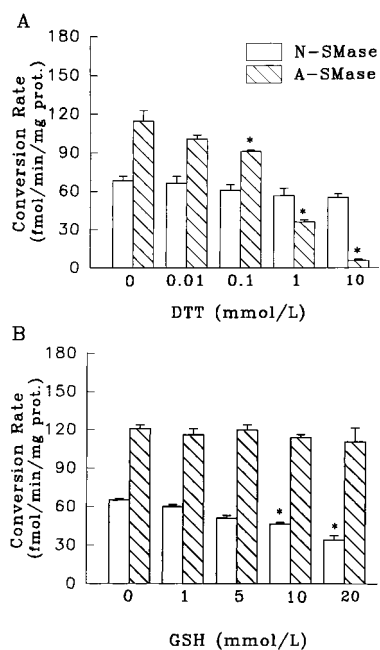 A
Conversion Rate
(fmol/min/mg prot.)
180
150
120
90
60
30
0
N-SMase
A-SMase
*
*
*
0 0.01 0.1 1 10
DTT (mmol/L)
B
Conversion Rate
(fmol/min/mg prot.)
180
150
120
90
60
30
0
*
*
0 1 5 10 20
GSH (mmol/L)